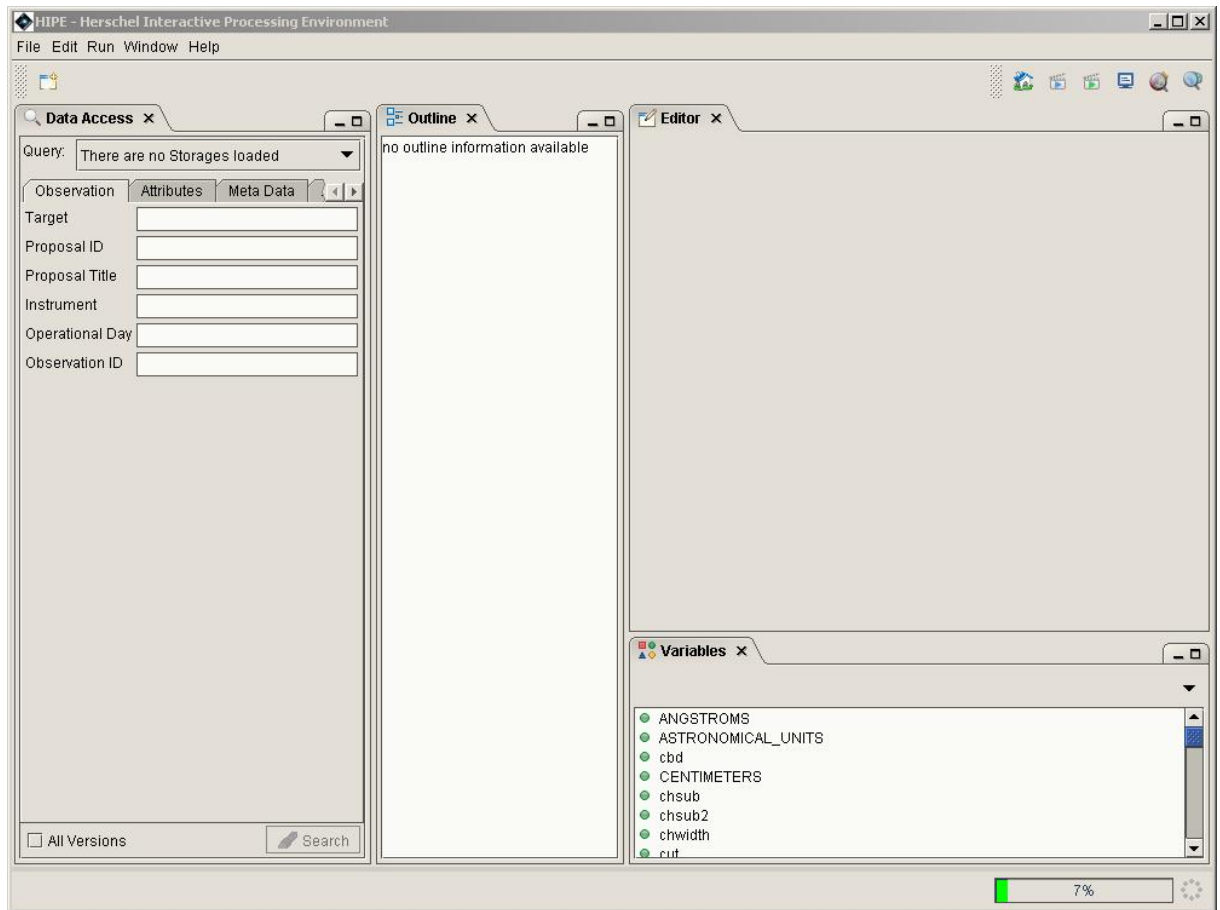 HIPE - Herschel Interactive Processing Environment
File Edit Run Window Help
Data Access
Query: There are no Storages loaded
Observation Attributes Meta Data
Target
Proposal ID
Proposal Title
Instrument
Operational Day
Observation ID
All Versions Search
Outline
no outline information available
Editor
Variables
ANGSTROMS
ASTRONOMICAL_UNITS
cbd
CENTIMETERS
chsub
chsub2
chwidth
cut
7%